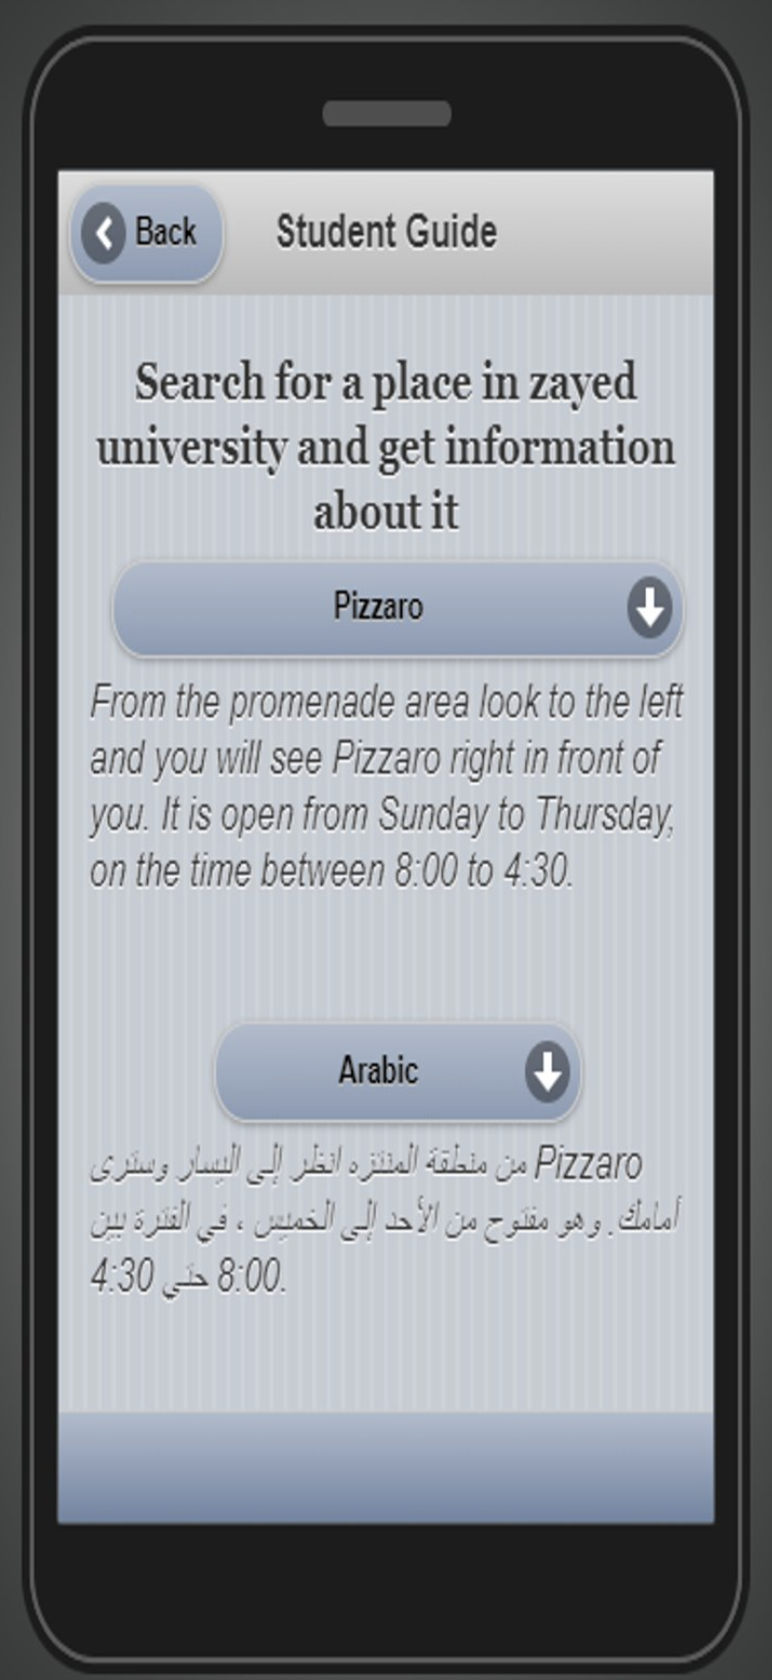 Back
Student Guide
Search for a place in zayed
university and get information
about it
Pizzaro
From the promenade area look to the left
and you will see Pizzaro right in front of
you. It is open from Sunday to Thursday,
on the time between 8:00 to 4:30.
Arabic
من منطقة المنتزه انظر إلى اليسار وسترى Pizzaro
أمامك. وهو مفتوح من الأحد إلى الخميس ، في الفترة بين
8:00 حتي 4:30.